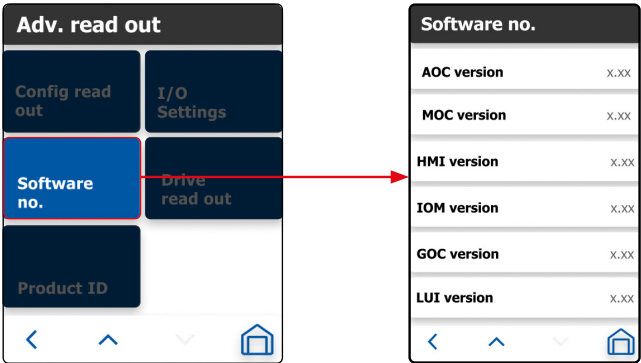 Adv. read out
Config read
out
I/O
Settings
Software
no.
Drive
read out
Product ID
Software no.
AOC version
x.xx
MOC version
x.xx
HMI version
x.xx
IOM version
x.xx
GOC version
x.xx
LUI version
x.xx